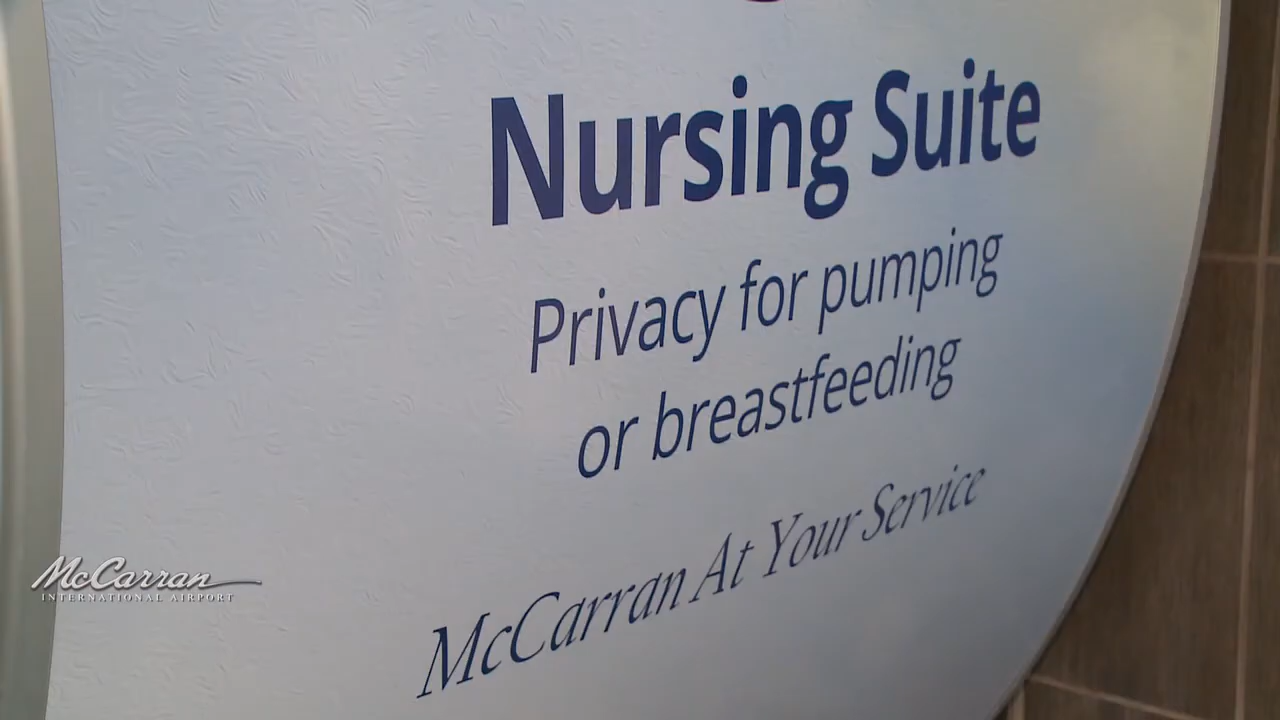 Nursing Suite
Privacy for pumping
or breastfeeding
McCarran At Your Service
McCarran
INTERNATIONAL AIRPORT